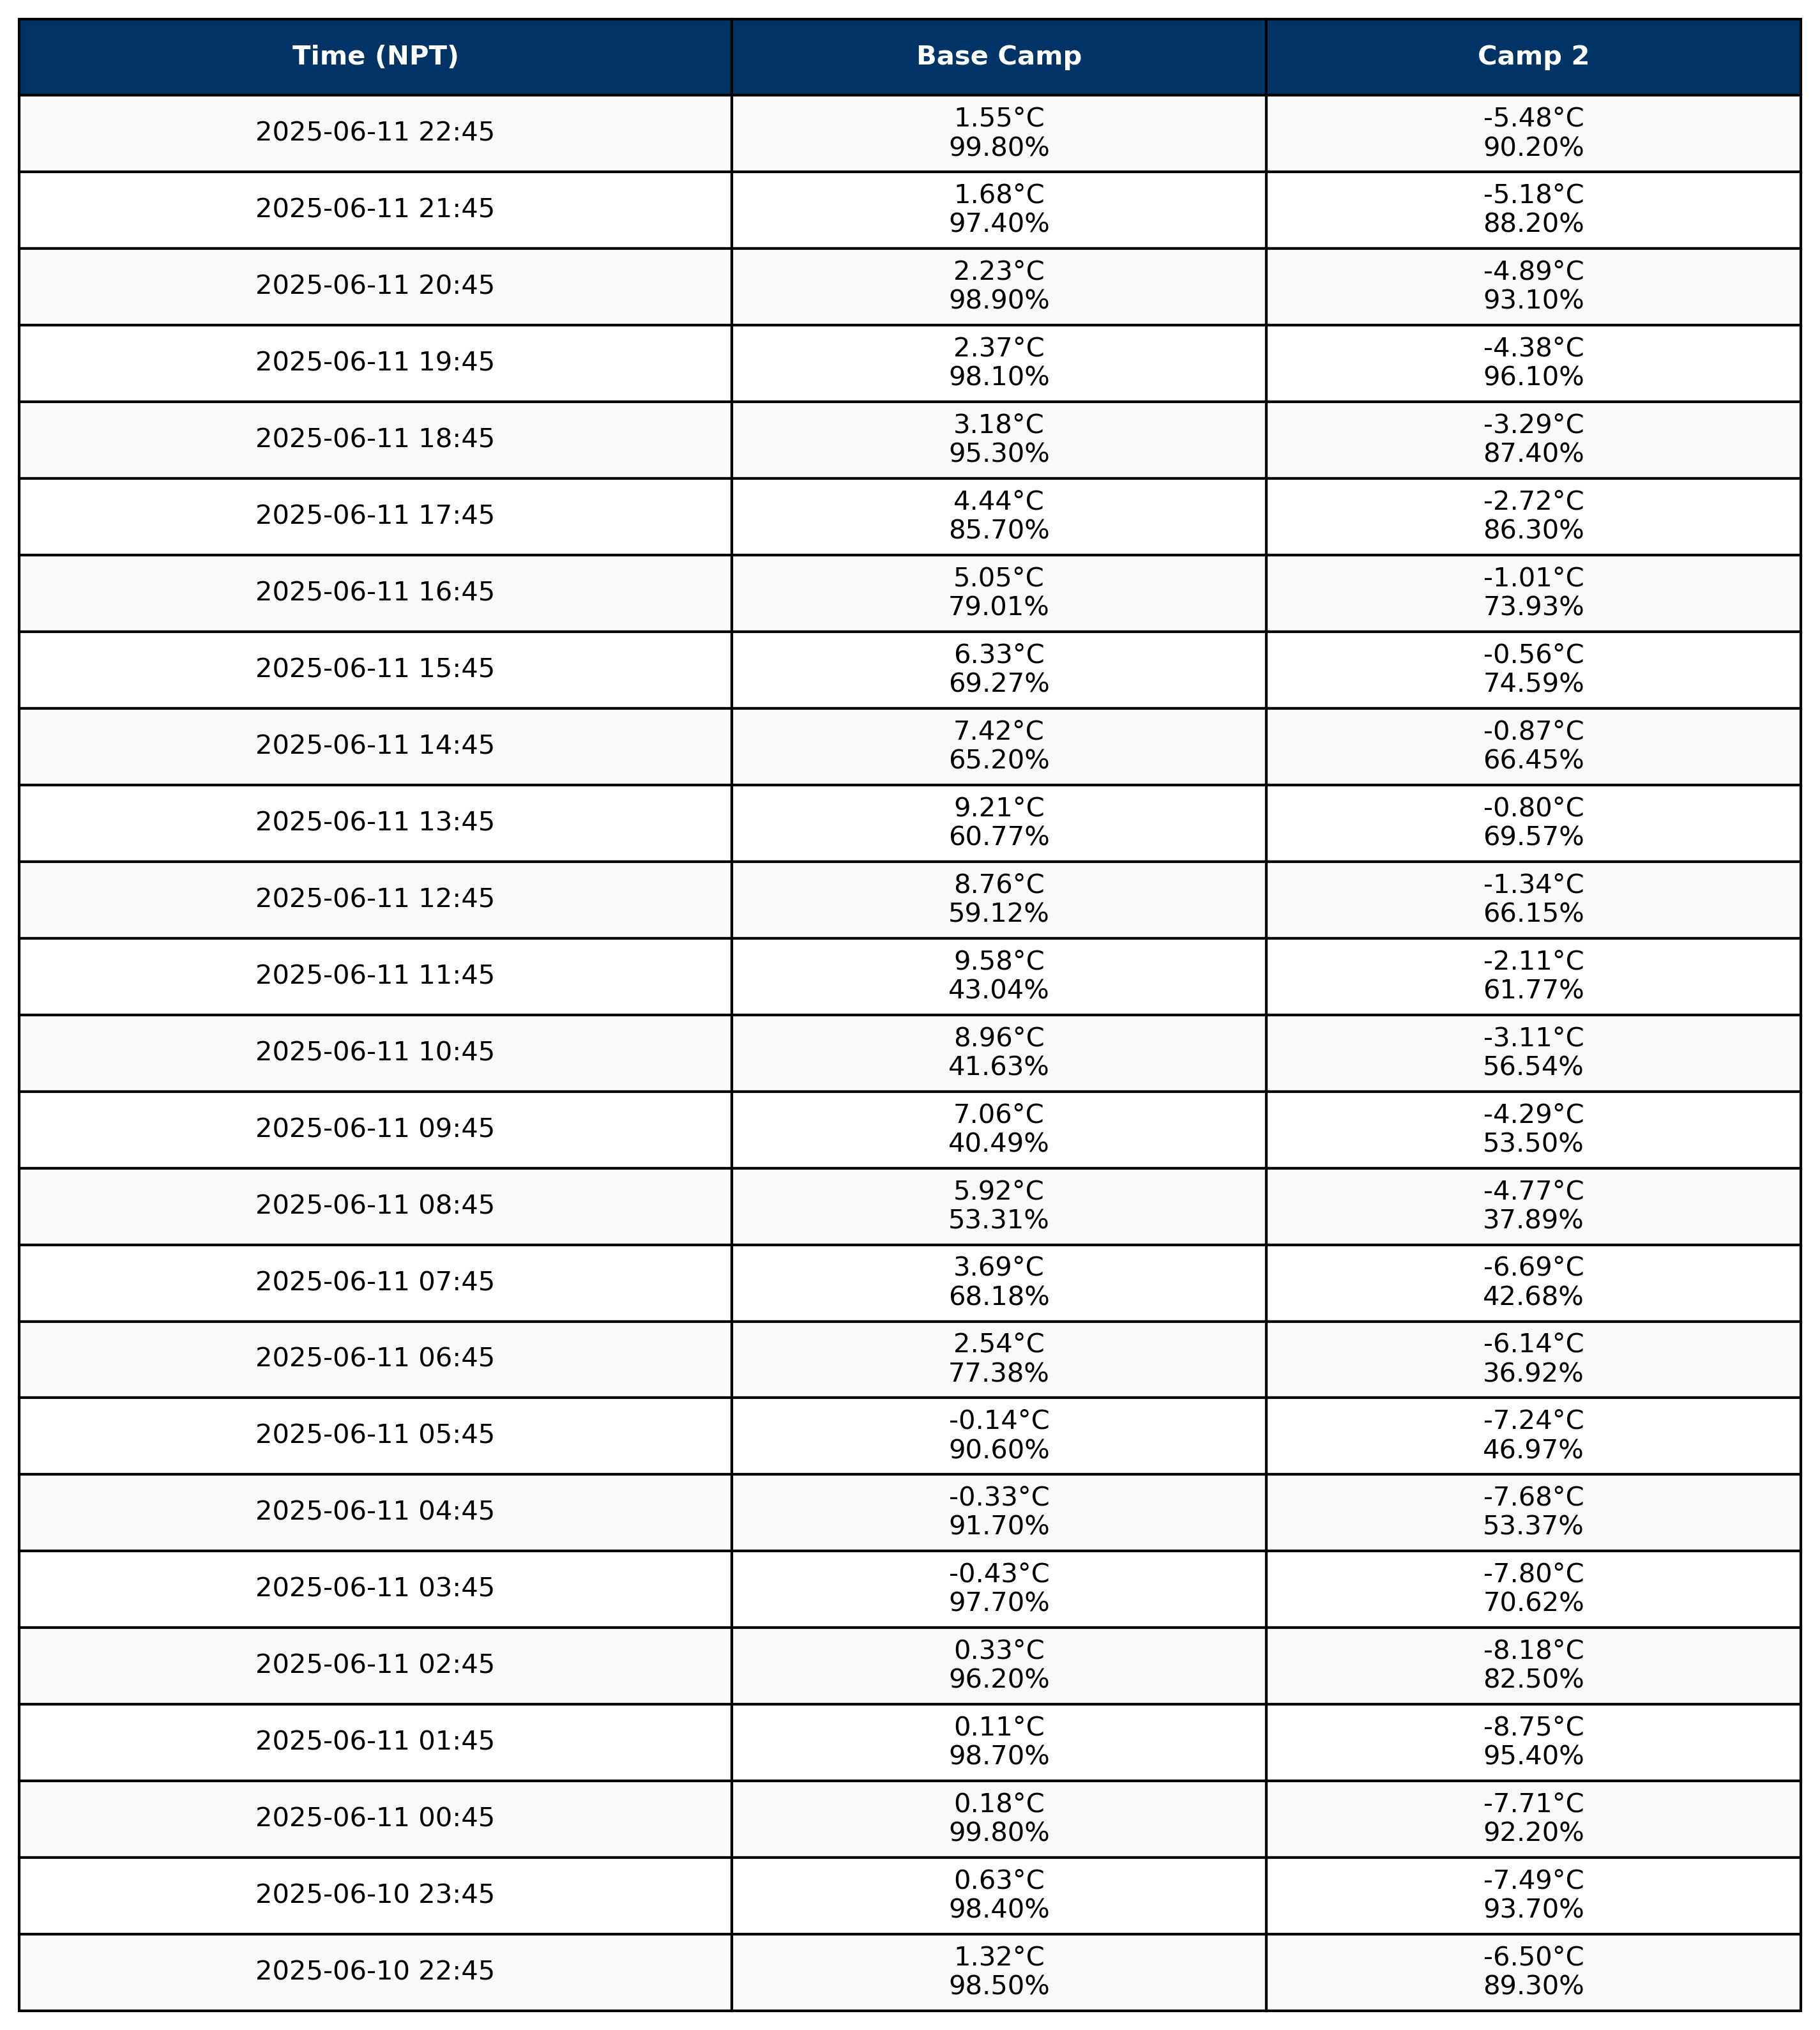 Time (NPT) Base Camp Camp 2
2025-06-11 22:45 1.55°C -5.48°C
99.80% 90.20%
2025-06-11 21:45 1.68°C -5.18°C
97.40% 88.20%
2025-06-11 20:45 2.23°C -4.89°C
98.90% 93.10%
2025-06-11 19:45 2.37°C -4.38°C
98.10% 96.10%
2025-06-11 18:45 3.18°C -3.29°C
95.30% 87.40%
2025-06-11 17:45 4.44°C -2.72°C
85.70% 86.30%
2025-06-11 16:45 5.05°C -1.01°C
79.01% 73.93%
2025-06-11 15:45 6.33°C -0.56°C
69.27% 74.59%
2025-06-11 14:45 7.42°C -0.87°C
65.20% 66.45%
2025-06-11 13:45 9.21°C -0.80°C
60.77% 69.57%
2025-06-11 12:45 8.76°C -1.34°C
59.12% 66.15%
2025-06-11 11:45 9.58°C -2.11°C
43.04% 61.77%
2025-06-11 10:45 8.96°C -3.11°C
41.63% 56.54%
2025-06-11 09:45 7.06°C -4.29°C
40.49% 53.50%
2025-06-11 08:45 5.92°C -4.77°C
53.31% 37.89%
2025-06-11 07:45 3.69°C -6.69°C
68.18% 42.68%
2025-06-11 06:45 2.54°C -6.14°C
77.38% 36.92%
2025-06-11 05:45 -0.14°C -7.24°C
90.60% 46.97%
2025-06-11 04:45 -0.33°C -7.68°C
91.70% 53.37%
2025-06-11 03:45 -0.43°C -7.80°C
97.70% 70.62%
2025-06-11 02:45 0.33°C -8.18°C
96.20% 82.50%
2025-06-11 01:45 0.11°C -8.75°C
98.70% 95.40%
2025-06-11 00:45 0.18°C -7.71°C
99.80% 92.20%
2025-06-10 23:45 0.63°C -7.49°C
98.40% 93.70%
2025-06-10 22:45 1.32°C -6.50°C
98.50% 89.30%